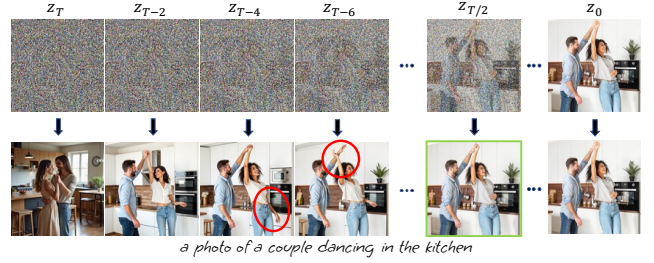 z_T z_{T-2} z_{T-4} z_{T-6} z_{T/2} z_0
... ...
... ...
a photo of a couple dancing in the kitchen